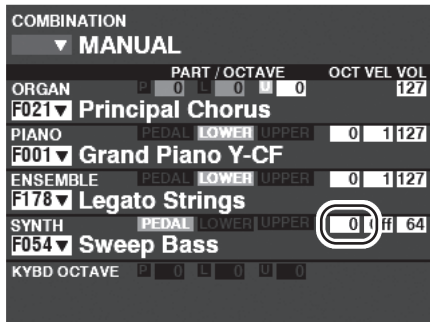 COMBINATION
▼ MANUAL
PART / OCTAVE OCT VEL VOL
ORGAN P 0 L 0 U 0 127
F021▼ Principal Chorus
PIANO PEDAL LOWER UPPER 0 1 127
F001▼ Grand Piano Y-CF
ENSEMBLE PEDAL LOWER UPPER 0 1 127
F178▼ Legato Strings
SYNTH PEDAL LOWER UPPER 0 64
F054▼ Sweep Bass
KYBD OCTAVE P 0 L 0 U 0